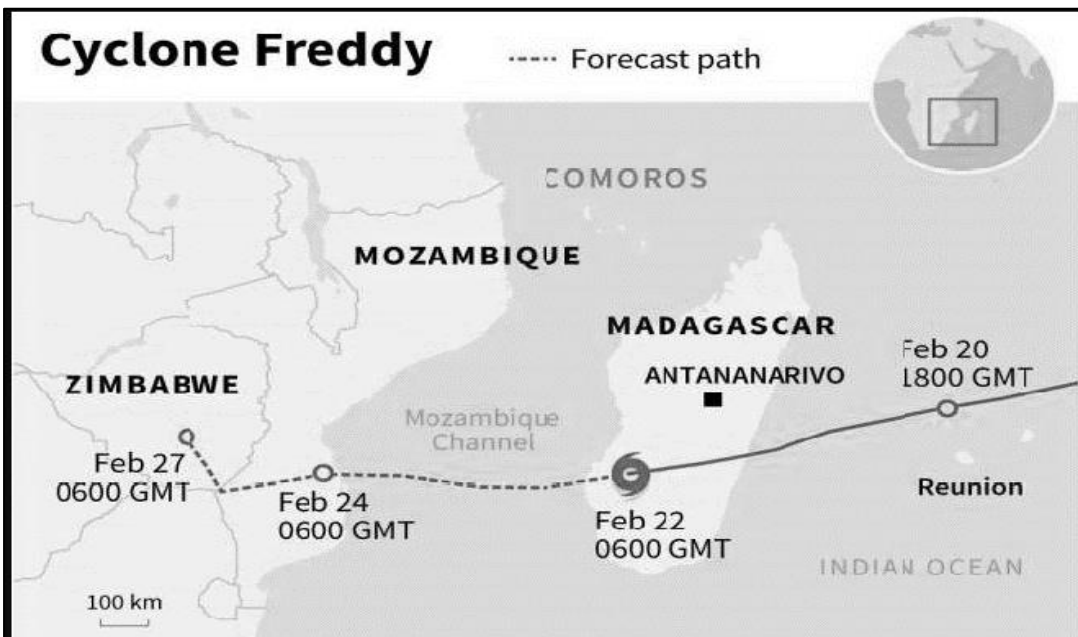 Cyclone Freddy
Forecast path
COMOROS
MOZAMBIQUE
MADAGASCAR
Feb 20
1800 GMT
ANTANANARIVO
ZIMBABWE
Mozambique
Channel
Feb 27
0600 GMT
Feb 24
0600 GMT
Feb 22
0600 GMT
Reunion
INDIAN OCEAN
100 km